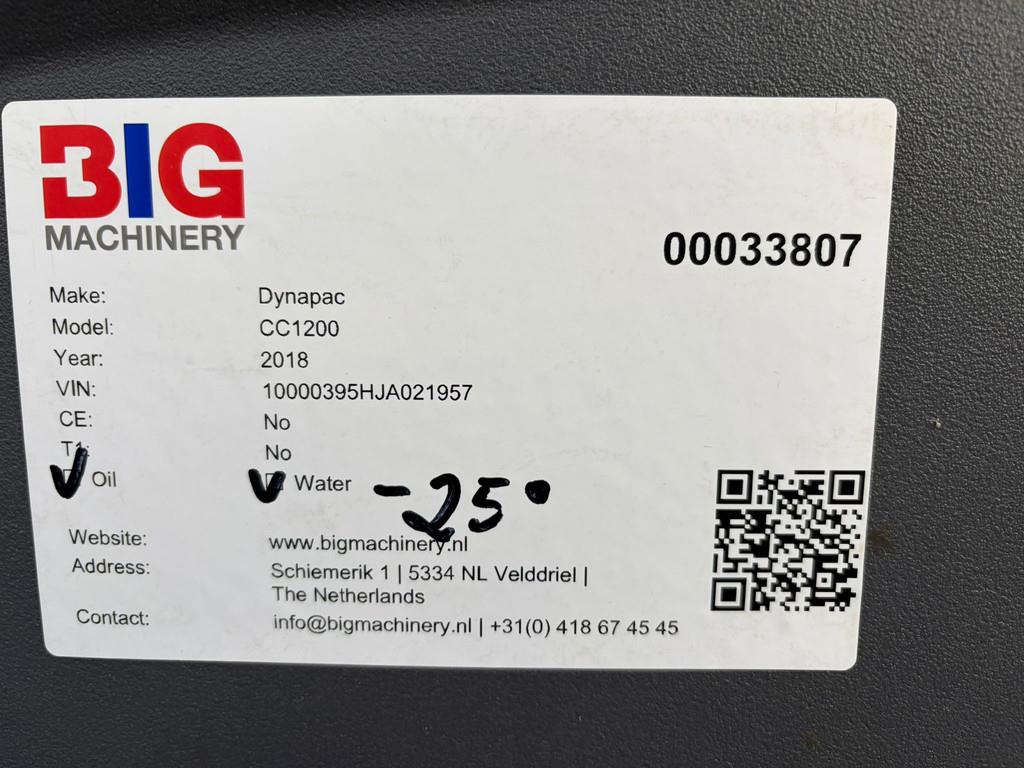 BIG
MACHINERY
00033807
Make: Dynapac
Model: CC1200
Year: 2018
VIN: 10000395HJA021957
CE: No
T1: No
Oil Water -25°
Website: www.bigmachinery.nl
Address: Schiemerik 1 | 5334 NL Velddriel |
The Netherlands
Contact: info@bigmachinery.nl | +31(0) 418 67 45 45